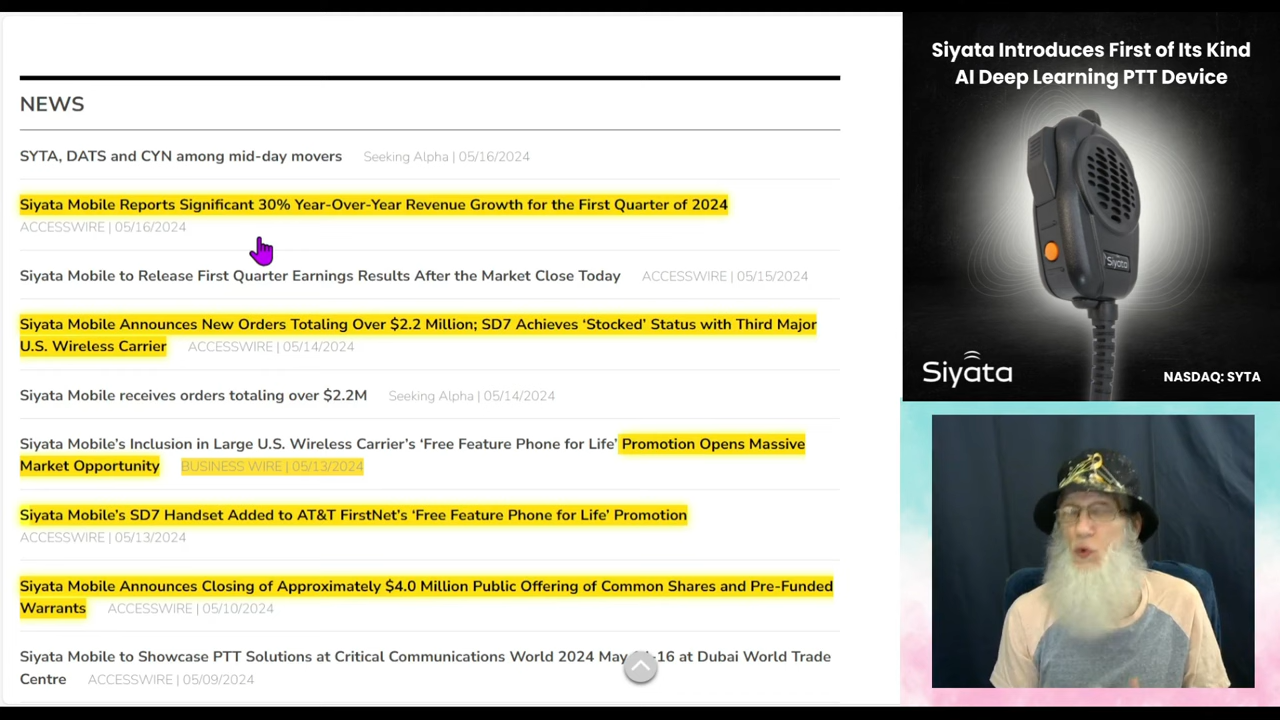 NEWS
SYTA, DATS and CYN among mid-day movers Seeking Alpha | 05/16/2024
Siyata Mobile Reports Significant 30% Year-Over-Year Revenue Growth for the First Quarter of 2024
ACCESSWIRE | 05/16/2024
Siyata Mobile to Release First Quarter Earnings Results After the Market Close Today ACCESSWIRE | 05/15/2024
Siyata Mobile Announces New Orders Totaling Over $2.2 Million; SD7 Achieves ‘Stocked’ Status with Third Major
U.S. Wireless Carrier ACCESSWIRE | 05/14/2024
Siyata Mobile receives orders totaling over $2.2M Seeking Alpha | 05/14/2024
Siyata Mobile’s Inclusion in Large U.S. Wireless Carrier’s ‘Free Feature Phone for Life’ Promotion Opens Massive
Market Opportunity BUSINESS WIRE | 05/13/2024
Siyata Mobile’s SD7 Handset Added to AT&T FirstNet’s ‘Free Feature Phone for Life’ Promotion
ACCESSWIRE | 05/13/2024
Siyata Mobile Announces Closing of Approximately $4.0 Million Public Offering of Common Shares and Pre-Funded
Warrants ACCESSWIRE | 05/10/2024
Siyata Mobile to Showcase PTT Solutions at Critical Communications World 2024 May -16 at Dubai World Trade
Centre ACCESSWIRE | 05/09/2024
Siyata Introduces First of Its Kind
AI Deep Learning PTT Device
Siyata
Siyata
NASDAQ: SYTA